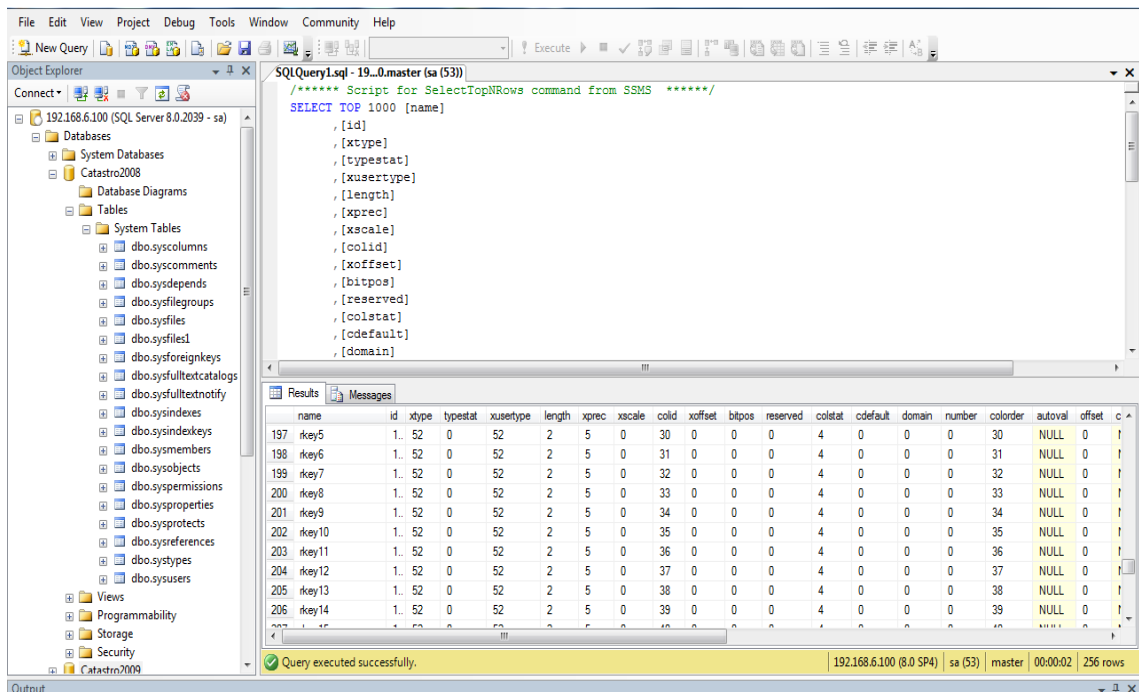 File Edit View Project Debug Tools Window Community Help
New Query Execute
Object Explorer
SQLQuery1.sql - 19...0.master (sa (53))
Connect
192.168.6.100 (SQL Server 8.0.2039 - sa)
Databases
System Databases
Catastro2008
Database Diagrams
Tables
System Tables
dbo.syscolumns
dbo.syscomments
dbo.sysdepends
dbo.sysfilegroups
dbo.sysfiles
dbo.sysfiles1
dbo.sysforeignkeys
dbo.sysfulltextcatalogs
dbo.sysfulltextnotify
dbo.sysindexes
dbo.sysindexkeys
dbo.sysmembers
dbo.sysobjects
dbo.syspermissions
dbo.sysproperties
dbo.sysprotects
dbo.sysreferences
dbo.systypes
dbo.sysusers
Views
Programmability
Storage
Security
Catastro2009
/****** Script for SelectTopNRows command from SSMS ******/
SELECT TOP 1000 [name]
,[id]
,[xtype]
,[typestat]
,[xusertype]
,[length]
,[xprec]
,[xscale]
,[colid]
,[xoffset]
,[bitpos]
,[reserved]
,[colstat]
,[cdefault]
,[domain]
Results Messages
name id xtype typestat xusertype length xprec xscale colid xoffset bitpos reserved colstat cdefault domain number colorder autoval offset c
197 rkey5 1.. 52 0 52 2 5 0 30 0 0 0 4 0 0 0 30 NULL 0
198 rkey6 1.. 52 0 52 2 5 0 31 0 0 0 4 0 0 0 31 NULL 0
199 rkey7 1.. 52 0 52 2 5 0 32 0 0 0 4 0 0 0 32 NULL 0
200 rkey8 1.. 52 0 52 2 5 0 33 0 0 0 4 0 0 0 33 NULL 0
201 rkey9 1.. 52 0 52 2 5 0 34 0 0 0 4 0 0 0 34 NULL 0
202 rkey10 1.. 52 0 52 2 5 0 35 0 0 0 4 0 0 0 35 NULL 0
203 rkey11 1.. 52 0 52 2 5 0 36 0 0 0 4 0 0 0 36 NULL 0
204 rkey12 1.. 52 0 52 2 5 0 37 0 0 0 4 0 0 0 37 NULL 0
205 rkey13 1.. 52 0 52 2 5 0 38 0 0 0 4 0 0 0 38 NULL 0
206 rkey14 1.. 52 0 52 2 5 0 39 0 0 0 4 0 0 0 39 NULL 0
Query executed successfully. 192.168.6.100 (8.0 SP4) sa (53) master 00:00:02 256 rows
Output